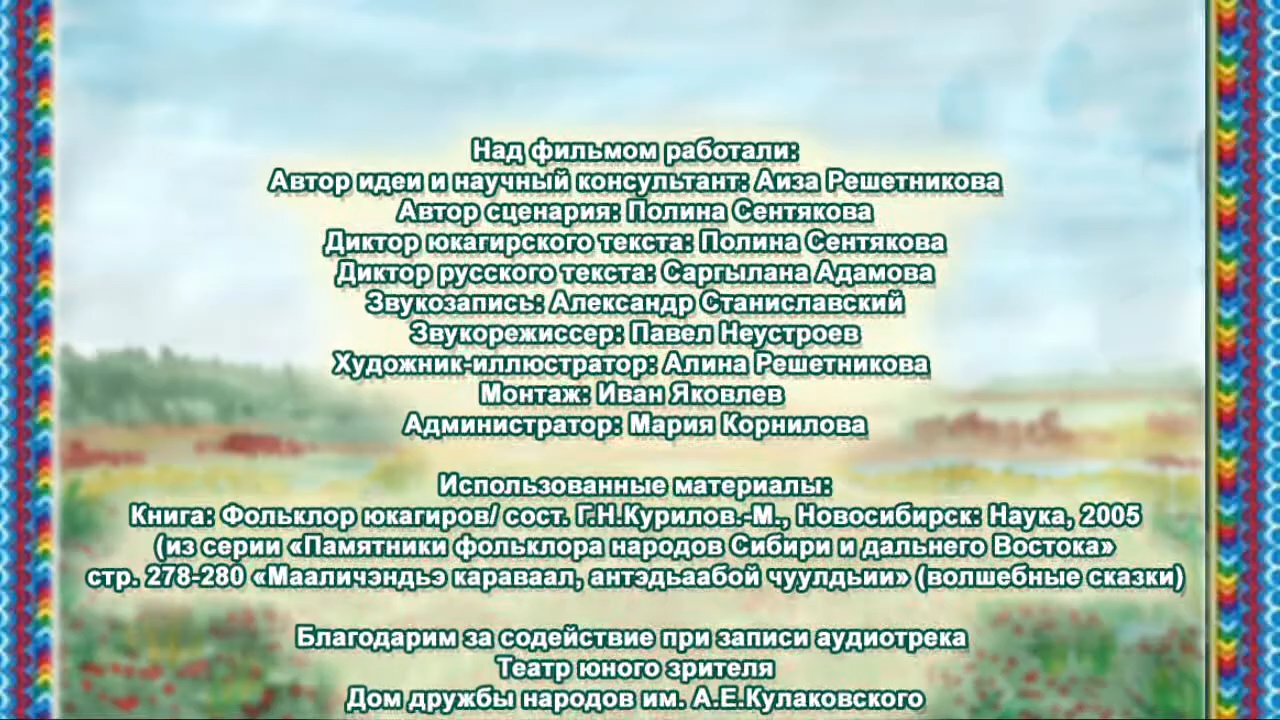 Над фильмом работали:
Автор идеи и научный консультант: Аиза Решетникова
Автор сценария: Полина Сентякова
Диктор юкагирского текста: Полина Сентякова
Диктор русского текста: Саргылана Адамова
Звукозапись: Александр Станиславский
Звукорежиссер: Павел Неустроев
Художник-иллюстратор: Алина Решетникова
Монтаж: Иван Яковлев
Администратор: Мария Корнилова
Использованные материалы:
Книга: Фольклор юкагиров/ сост. Г.Н.Курилов.-М., Новосибирск: Наука, 2005
(из серии «Памятники фольклора народов Сибири и дальнего Востока»
стр. 278-280 «Мааличэндьэ караваал, антэдьаабой чуулдьии» (волшебные сказки)
Благодарим за содействие при записи аудиотрека
Театр юного зрителя
Дом дружбы народов им. А.Е.Кулаковского